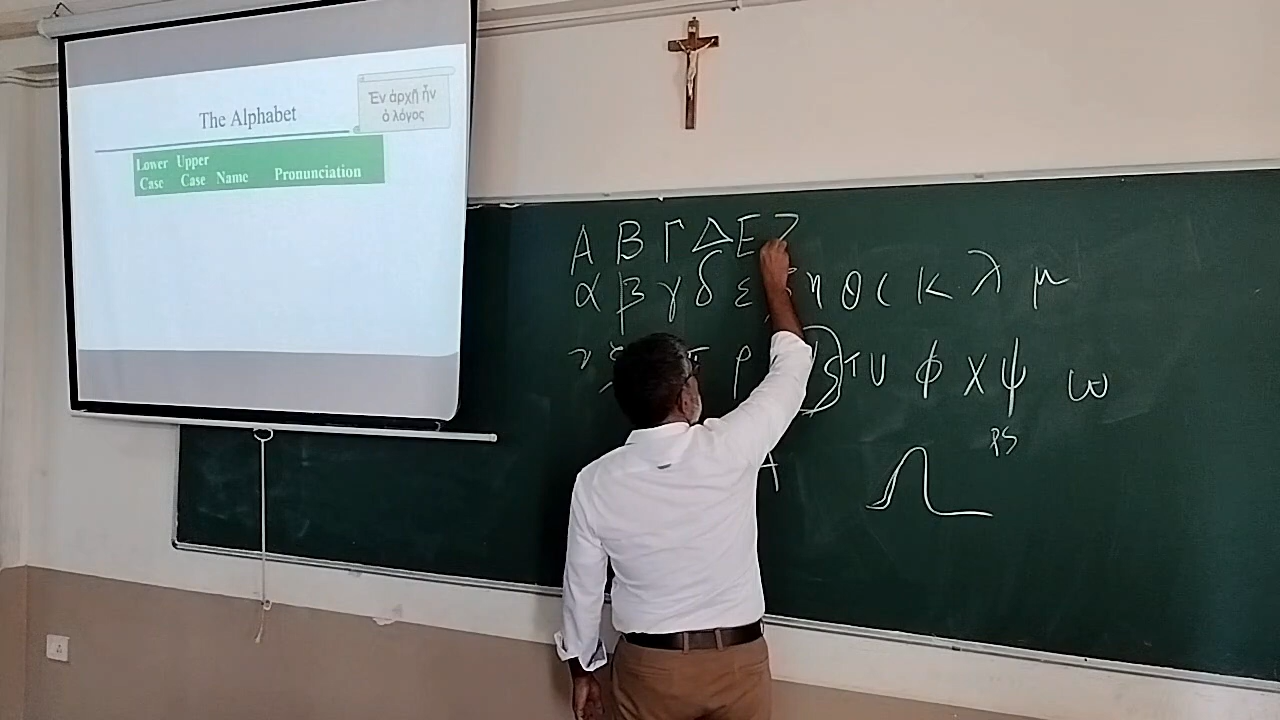 The Alphabet
Ἐν ἀρχῇ ἦν
ὁ λόγος
Lower Upper
Case Case Name Pronunciation
Α Β Γ Δ Ε Ζ
α β γ δ ε η θ ι κ λ μ
ν ρ ς τ υ φ χ ψ ω
PS
Α Ω